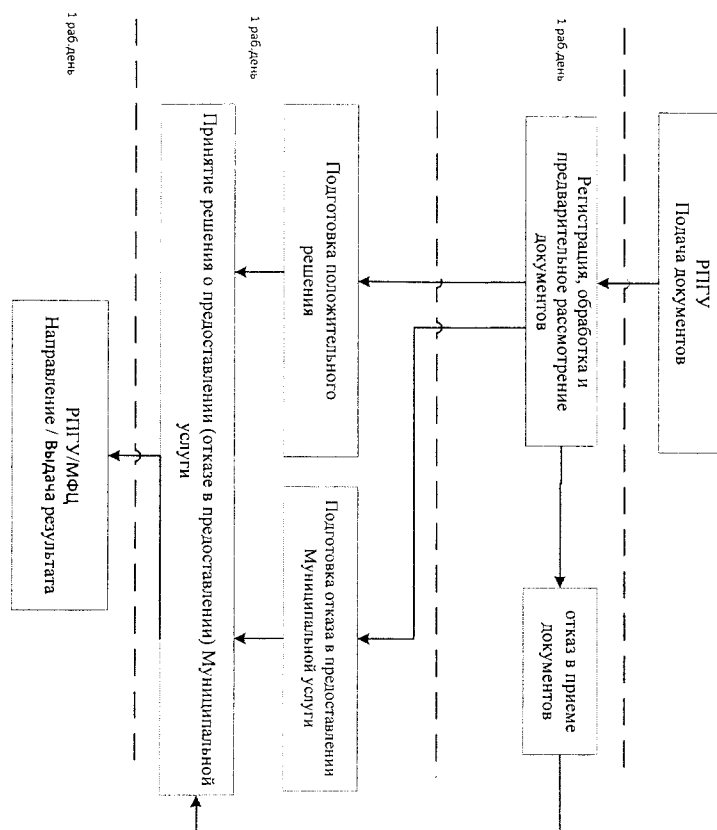 РПГУ
Подача документов
1 раб.день
Регистрация, обработка и
предварительное рассмотрение
документов
отказ в приеме
документов
1 раб.день
Подготовка положительного
решения
Подготовка отказа в предоставлении
Муниципальной услуги
Принятие решения о предоставлении (отказе в предоставлении) Муниципальной
услуги
1 раб.день
РПГУ/МФЦ
Направление / Выдача результата